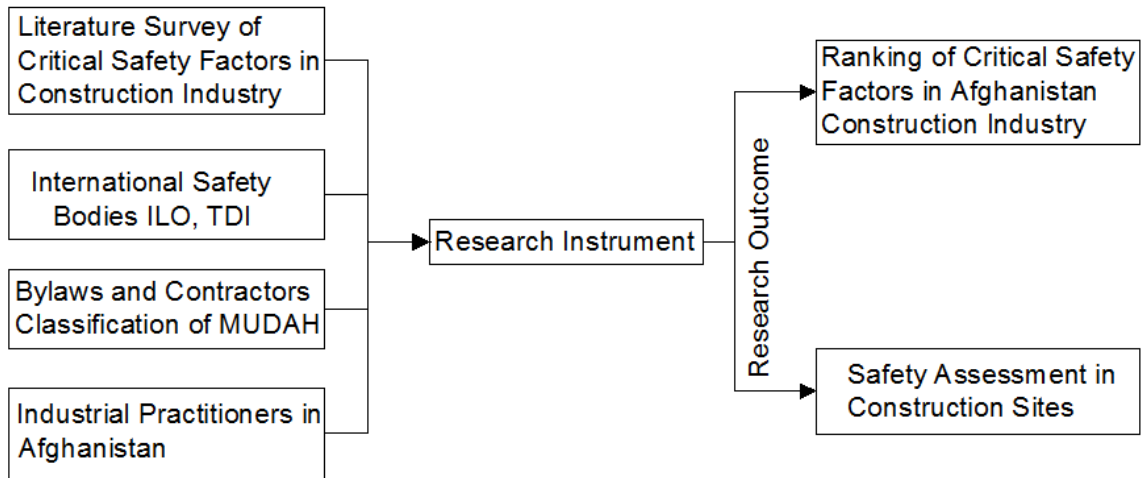 Literature Survey of
Critical Safety Factors in
Construction Industry
International Safety
Bodies ILO, TDI
Bylaws and Contractors
Classification of MUDAH
Industrial Practitioners in
Afghanistan
Research Instrument
Research Outcome
Ranking of Critical Safety
Factors in Afghanistan
Construction Industry
Safety Assessment in
Construction Sites